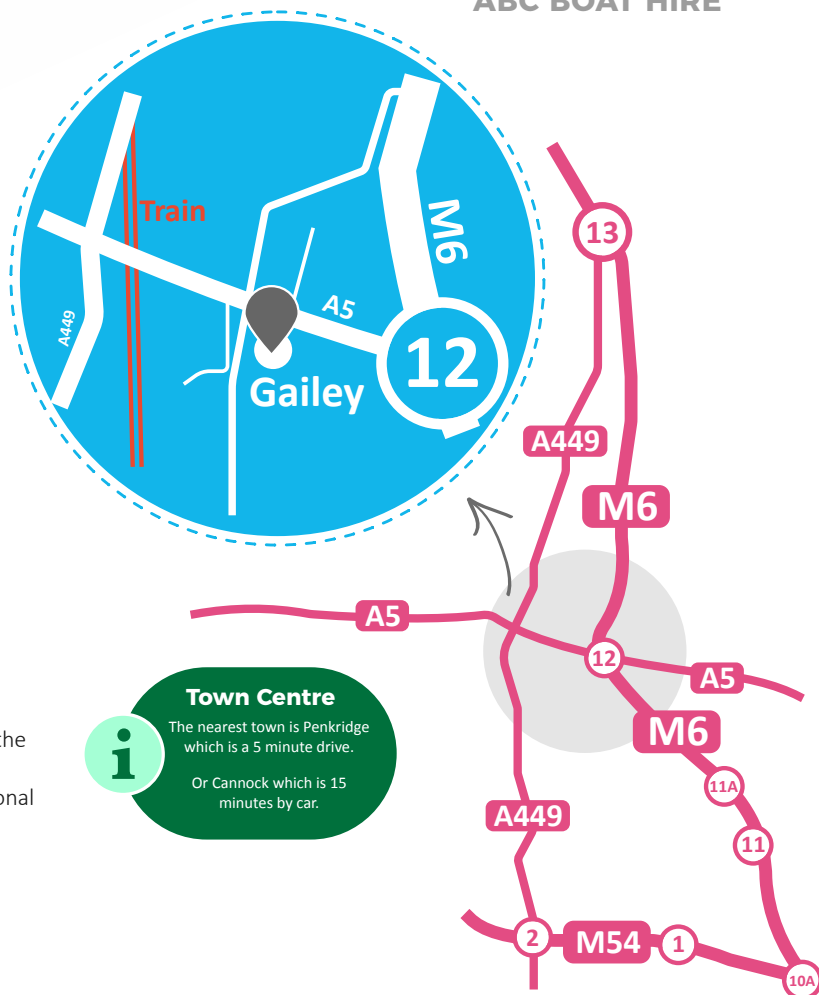 ABC BOAT HIRE
Train
M6
A449
A5
12
Gailey
13
A449
M6
A5
12
A5
M6
Town Centre
The nearest town is Penkridge
which is a 5 minute drive.
Or Cannock which is 15
minutes by car.
i
the
onal
11A
A449
11
2
M54
1
10A